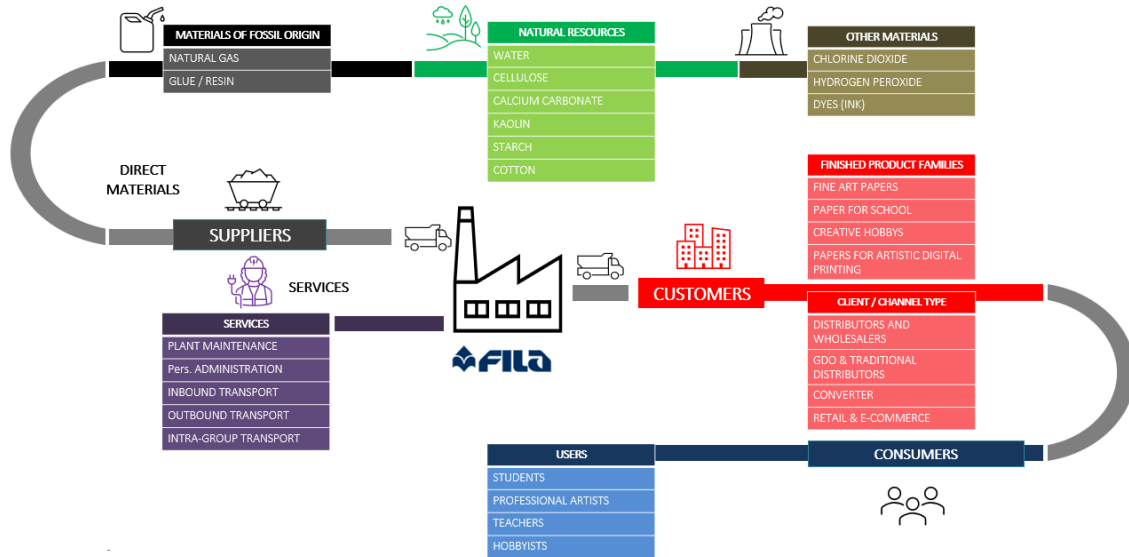 MATERIALS OF FOSSIL ORIGIN
NATURAL GAS
GLUE / RESIN
NATURAL RESOURCES
WATER
CELLULOSE
CALCIUM CARBONATE
KAOLIN
STARCH
COTTON
OTHER MATERIALS
CHLORINE DIOXIDE
HYDROGEN PEROXIDE
DYES (INK)
DIRECT
MATERIALS
SUPPLIERS
SERVICES
SERVICES
PLANT MAINTENANCE
Pers. ADMINISTRATION
INBOUND TRANSPORT
OUTBOUND TRANSPORT
INTRA-GROUP TRANSPORT
FILA
CUSTOMERS
FINISHED PRODUCT FAMILIES
FINE ART PAPERS
PAPER FOR SCHOOL
CREATIVE HOBBYS
PAPERS FOR ARTISTIC DIGITAL
PRINTING
CLIENT / CHANNEL TYPE
DISTRIBUTORS AND
WHOLESALERS
GDO & TRADITIONAL
DISTRIBUTORS
CONVERTER
RETAIL & E-COMMERCE
CONSUMERS
USERS
STUDENTS
PROFESSIONAL ARTISTS
TEACHERS
HOBBYISTS